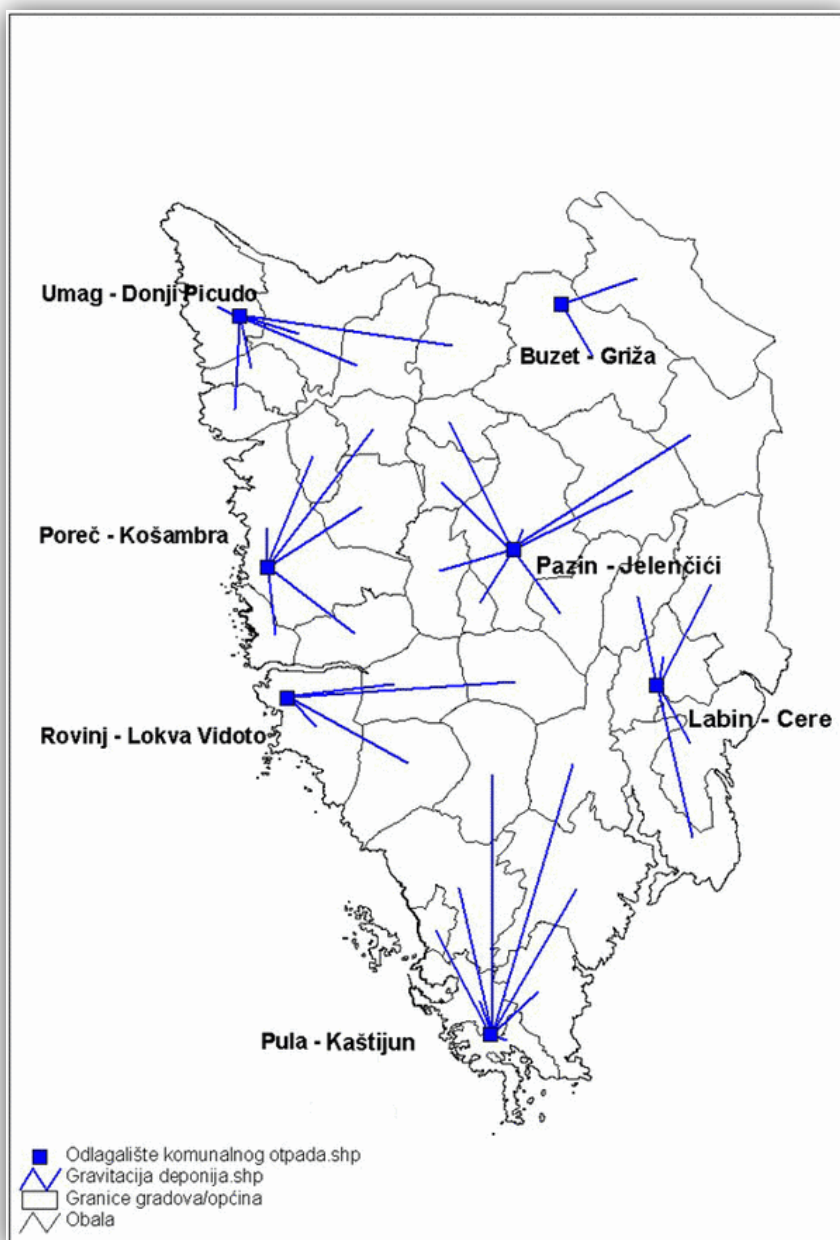 Umag - Donji Picudo
Buzet - Griža
Poreč - Košambra
Pazin - Jelenčići
Labin - Cere
Rovinj - Lokva Vidoto
Pula - Kaštijun
Odlagalište komunalnog otpada.shp
Gravitacija deponija.shp
Granice gradova/općina
Obala